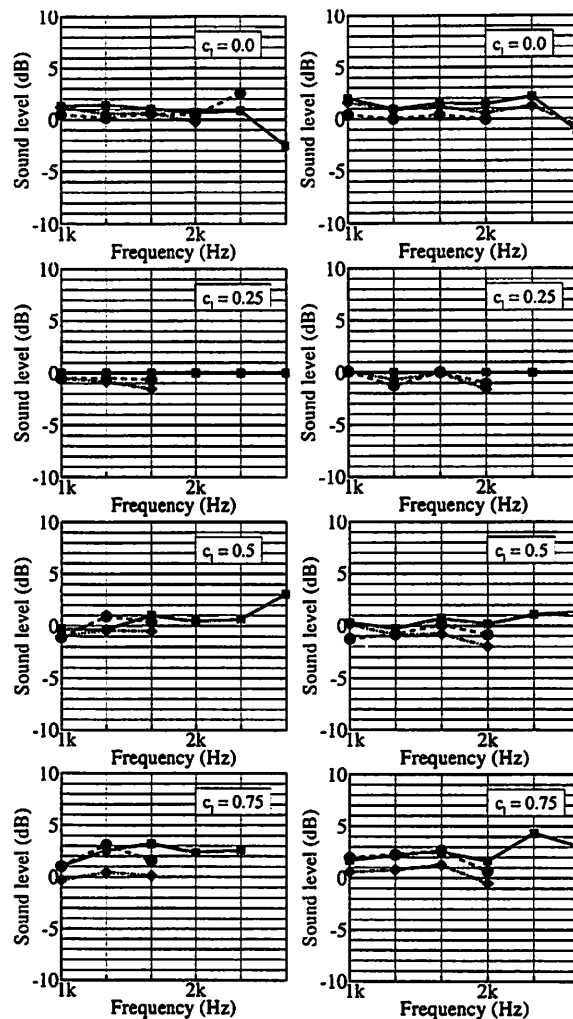 10
5
0
-5
-10
Sound level (dB)
c₁ = 0.0
1k
2k
Frequency (Hz)
10
5
0
-5
-10
Sound level (dB)
c₁ = 0.0
1k
2k
Frequency (Hz)
10
5
0
-5
-10
Sound level (dB)
c₁ = 0.25
1k
2k
Frequency (Hz)
10
5
0
-5
-10
Sound level (dB)
c₁ = 0.25
1k
2k
Frequency (Hz)
10
5
0
-5
-10
Sound level (dB)
c₁ = 0.5
1k
2k
Frequency (Hz)
10
5
0
-5
-10
Sound level (dB)
c₁ = 0.5
1k
2k
Frequency (Hz)
10
5
0
-5
-10
Sound level (dB)
c₁ = 0.75
1k
2k
Frequency (Hz)
10
5
0
-5
-10
Sound level (dB)
c₁ = 0.75
1k
2k
Frequency (Hz)